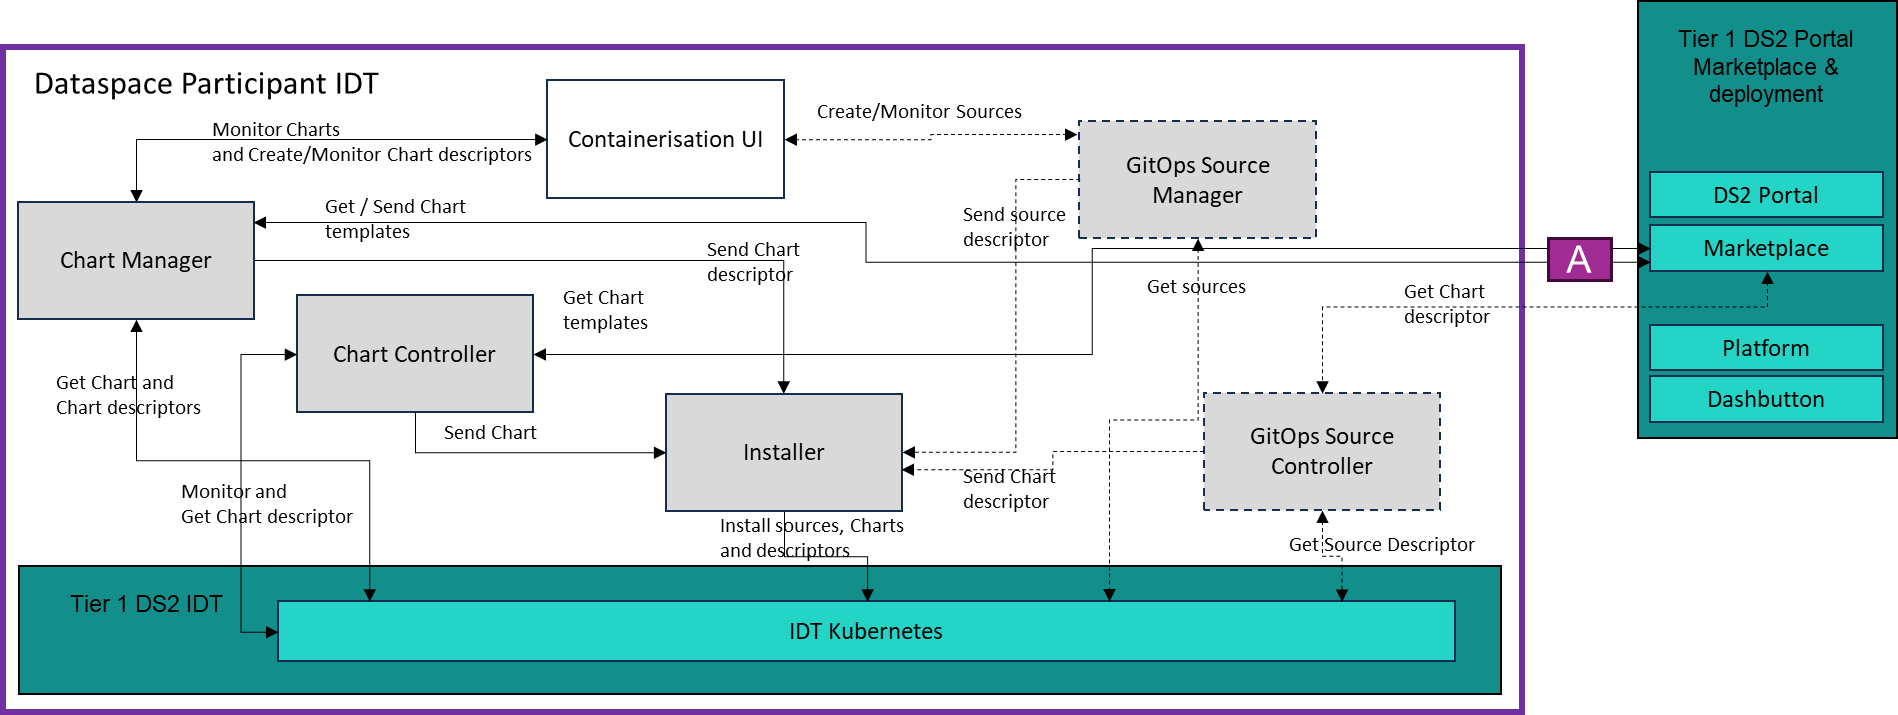 Tier 1 DS2 Portal
Marketplace &
deployment
Dataspace Participant IDT
Containerisation UI
Create/Monitor Sources
Monitor Charts
and Create/Monitor Chart descriptors
GitOps Source
Manager
DS2 Portal
Get / Send Chart
templates
Send source
descriptor
Chart Manager
Send Chart
descriptor
A
Marketplace
Get sources
Get Chart
templates
Get Chart
descriptor
Chart Controller
Platform
Get Chart and
Chart descriptors
Dashbutton
Send Chart
Installer
GitOps Source
Controller
Send Chart
descriptor
Monitor and
Get Chart descriptor
Install sources, Charts
and descriptors
Get Source Descriptor
Tier 1 DS2 IDT
IDT Kubernetes